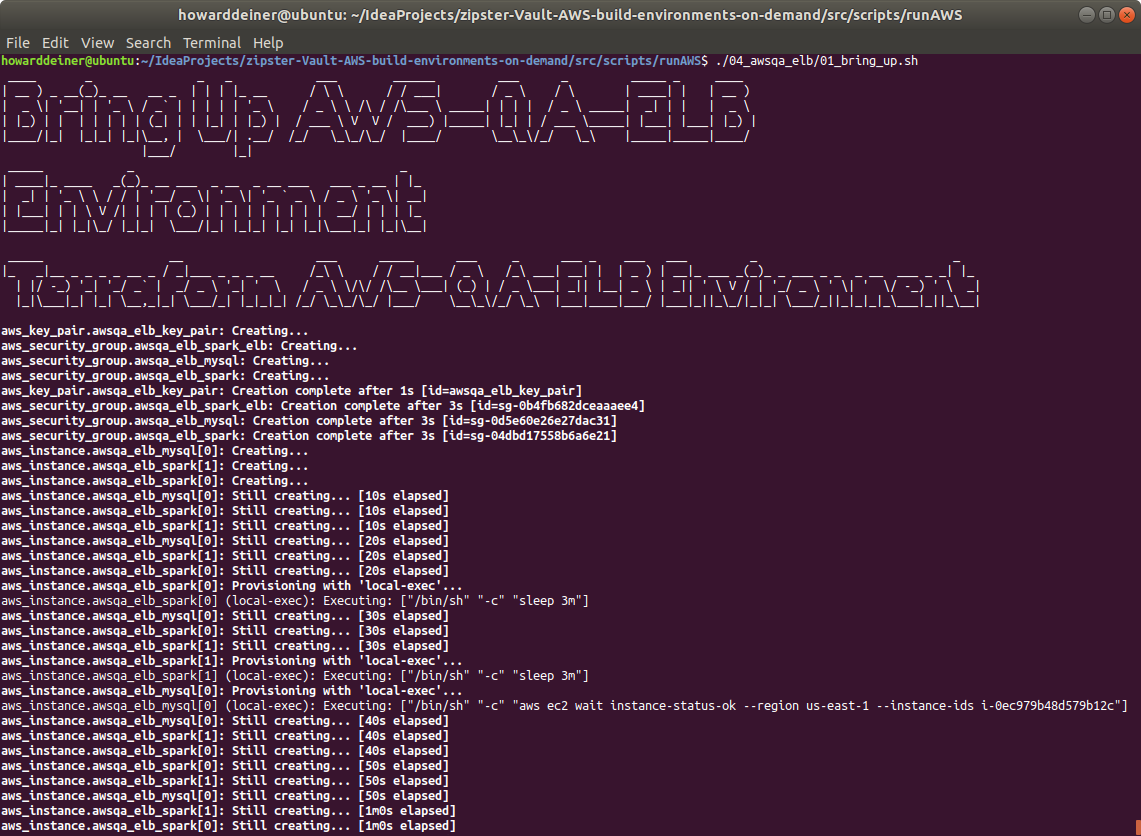 howarddeiner@ubuntu: ~/IdeaProjects/zipster-Vault-AWS-build-environments-on-demand/src/scripts/runAWS
File Edit View Search Terminal Help
howarddeiner@ubuntu:~/IdeaProjects/zipster-Vault-AWS-build-environments-on-demand/src/scripts/runAWS$ ./04_awsqa_elb/01_bring_up.sh
BringUp AWS-QA-ELB
Environment
Terraform AWS-QA-ELB Environment
aws_key_pair.awsqa_elb_key_pair: Creating...
aws_security_group.awsqa_elb_spark_elb: Creating...
aws_security_group.awsqa_elb_mysql: Creating...
aws_security_group.awsqa_elb_spark: Creating...
aws_key_pair.awsqa_elb_key_pair: Creation complete after 1s [id=awsqa_elb_key_pair]
aws_security_group.awsqa_elb_spark_elb: Creation complete after 3s [id=sg-0b4fb682dceaaaee4]
aws_security_group.awsqa_elb_mysql: Creation complete after 3s [id=sg-0d5e60e26e27dac31]
aws_security_group.awsqa_elb_spark: Creation complete after 3s [id=sg-04dbd17558b6a6e21]
aws_instance.awsqa_elb_mysql[0]: Creating...
aws_instance.awsqa_elb_spark[1]: Creating...
aws_instance.awsqa_elb_spark[0]: Creating...
aws_instance.awsqa_elb_mysql[0]: Still creating... [10s elapsed]
aws_instance.awsqa_elb_spark[0]: Still creating... [10s elapsed]
aws_instance.awsqa_elb_spark[1]: Still creating... [10s elapsed]
aws_instance.awsqa_elb_mysql[0]: Still creating... [20s elapsed]
aws_instance.awsqa_elb_spark[1]: Still creating... [20s elapsed]
aws_instance.awsqa_elb_spark[0]: Still creating... [20s elapsed]
aws_instance.awsqa_elb_spark[0]: Provisioning with 'local-exec'...
aws_instance.awsqa_elb_spark[0] (local-exec): Executing: ["/bin/sh" "-c" "sleep 3m"]
aws_instance.awsqa_elb_mysql[0]: Still creating... [30s elapsed]
aws_instance.awsqa_elb_spark[0]: Still creating... [30s elapsed]
aws_instance.awsqa_elb_spark[1]: Still creating... [30s elapsed]
aws_instance.awsqa_elb_spark[1]: Provisioning with 'local-exec'...
aws_instance.awsqa_elb_spark[1] (local-exec): Executing: ["/bin/sh" "-c" "sleep 3m"]
aws_instance.awsqa_elb_mysql[0]: Provisioning with 'local-exec'...
aws_instance.awsqa_elb_mysql[0] (local-exec): Executing: ["/bin/sh" "-c" "aws ec2 wait instance-status-ok --region us-east-1 --instance-ids i-0ec979b48d579b12c"]
aws_instance.awsqa_elb_mysql[0]: Still creating... [40s elapsed]
aws_instance.awsqa_elb_spark[1]: Still creating... [40s elapsed]
aws_instance.awsqa_elb_spark[0]: Still creating... [40s elapsed]
aws_instance.awsqa_elb_spark[0]: Still creating... [50s elapsed]
aws_instance.awsqa_elb_spark[1]: Still creating... [50s elapsed]
aws_instance.awsqa_elb_mysql[0]: Still creating... [50s elapsed]
aws_instance.awsqa_elb_spark[1]: Still creating... [1m0s elapsed]
aws_instance.awsqa_elb_spark[0]: Still creating... [1m0s elapsed]